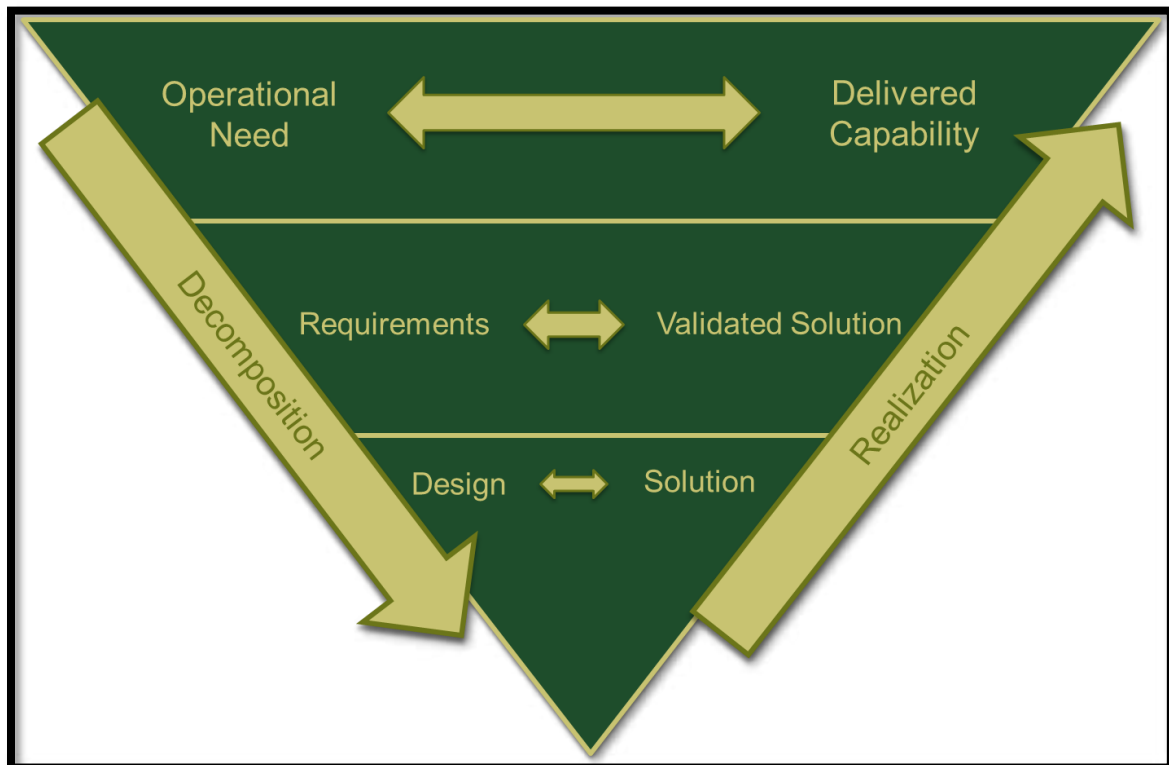 Operational
Need
Delivered
Capability
Decomposition
Requirements
Validated Solution
Realization
Design
Solution